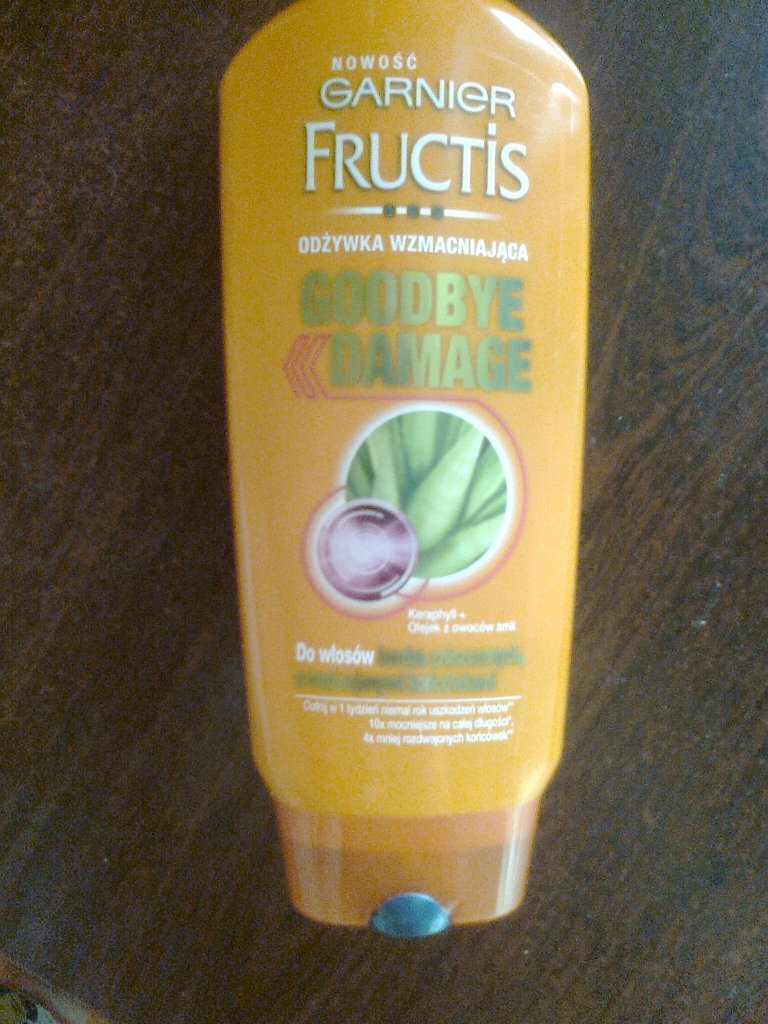 NOWOŚĆ
GARNIER
FRUCTIS
ODŻYWKA WZMACNIAJĄCA
GOODBYE
DAMAGE
Keraphyll +
Olejek z owoców amli
Do włosów
Cofnij w 1 tydzień niemal rok uszkodzeń włosów**
10x mocniejsze na całej długości*,
4x mniej rozdwojonych końcówek**